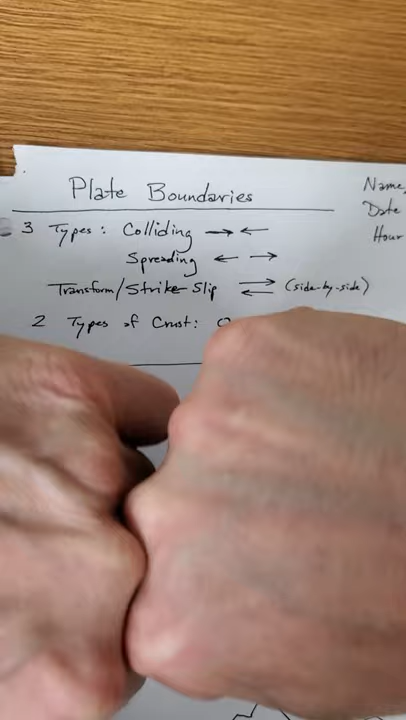 Plate Boundaries
Name
Date
Hour
3 Types: Colliding → ←
Spreading ← →
Transform/Strike-Slip ⇄ (side-by-side)
2 Types of Crust: